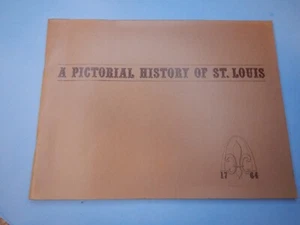 A PICTORIAL HISTORY OF ST. LOUIS
17 64